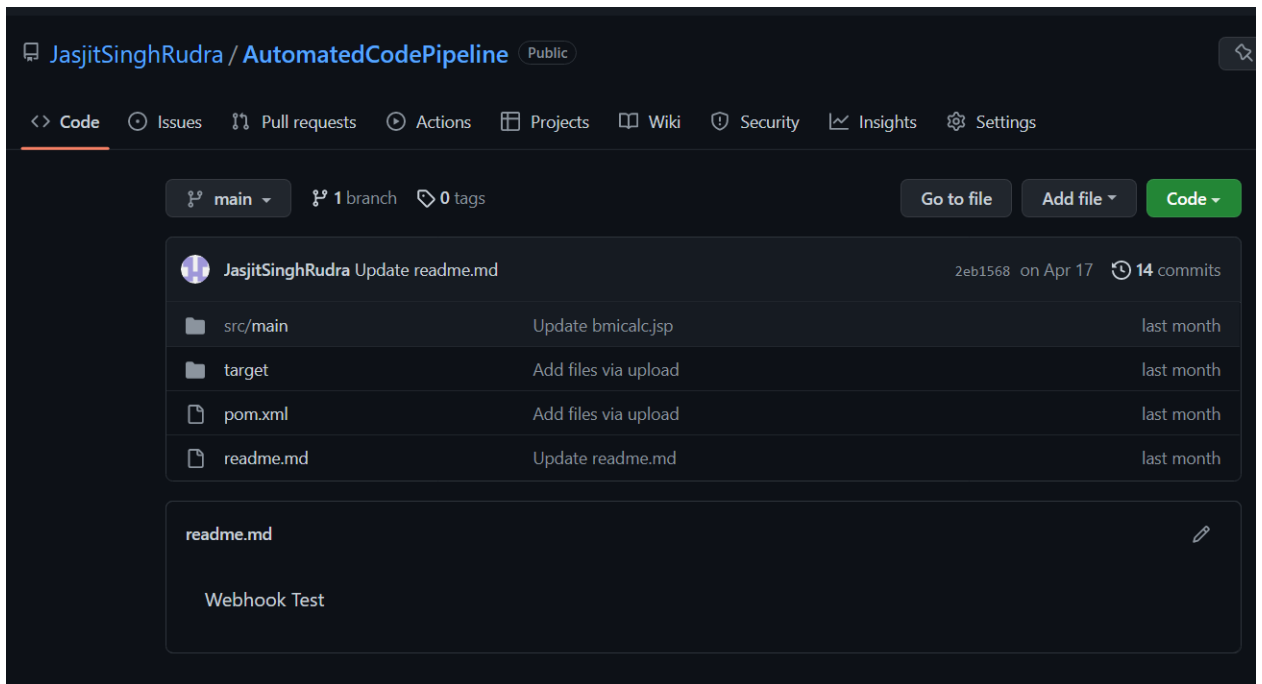 JasjitSinghRudra / AutomatedCodePipeline Public
Code Issues Pull requests Actions Projects Wiki Security Insights Settings
main 1 branch 0 tags Go to file Add file Code
JasjitSinghRudra Update readme.md 2eb1568 on Apr 17 14 commits
src/main Update bmicalc.jsp last month
target Add files via upload last month
pom.xml Add files via upload last month
readme.md Update readme.md last month
readme.md
Webhook Test